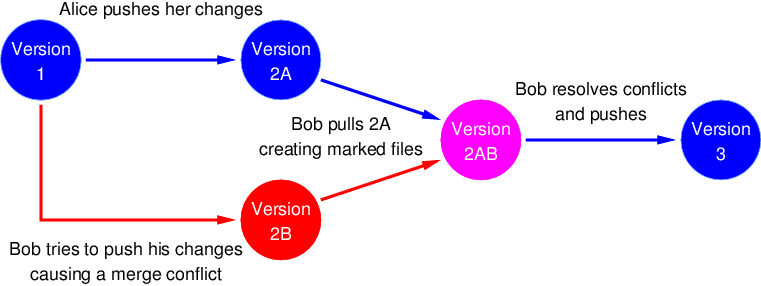 Alice pushes her changes
Version
1
Version
2A
Bob pulls 2A
creating marked files
Version
2AB
Bob resolves conflicts
and pushes
Version
3
Version
2B
Bob tries to push his changes
causing a merge conflict